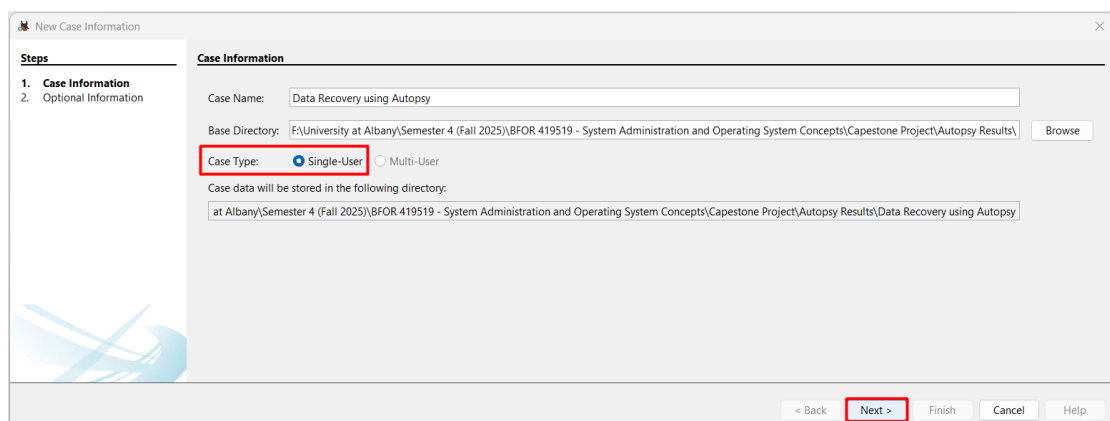 New Case Information
Steps
1. Case Information
2. Optional Information
Case Information
Case Name: Data Recovery using Autopsy
Base Directory: F:\University at Albany\Semester 4 (Fall 2025)\BFOR 419519 - System Administration and Operating System Concepts\Capestone Project\Autopsy Results\ Browse
Case Type: Single-User Multi-User
Case data will be stored in the following directory:
at Albany\Semester 4 (Fall 2025)\BFOR 419519 - System Administration and Operating System Concepts\Capestone Project\Autopsy Results\Data Recovery using Autopsy
< Back Next > Finish Cancel Help